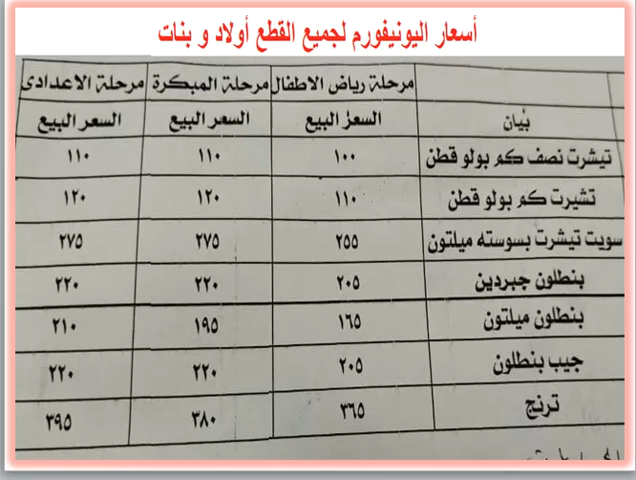 أسعار اليونيفورم لجميع القطع أولاد و بنات
مرحلة رياض الاطفال مرحلة المبكرة مرحلة الاعدادى
بيان السعر البيع السعر البيع السعر البيع
تيشرت نصف كم بولو قطن ١٠٠ ١١٠ ١١٠
تشيرت كم بولو قطن ١١٠ ١٢٠ ١٢٠
سويت تيشرت بسوسته ميلتون ٢٥٥ ٢٧٥ ٢٧٥
بنطلون جبردين ٢٠٥ ٢٢٠ ٢٢٠
بنطلون ميلتون ١٦٥ ١٩٥ ٢١٠
جيب بنطلون ٢٠٥ ٢٢٠ ٢٢٠
ترنج ٣٦٥ ٣٨٠ ٣٩٥